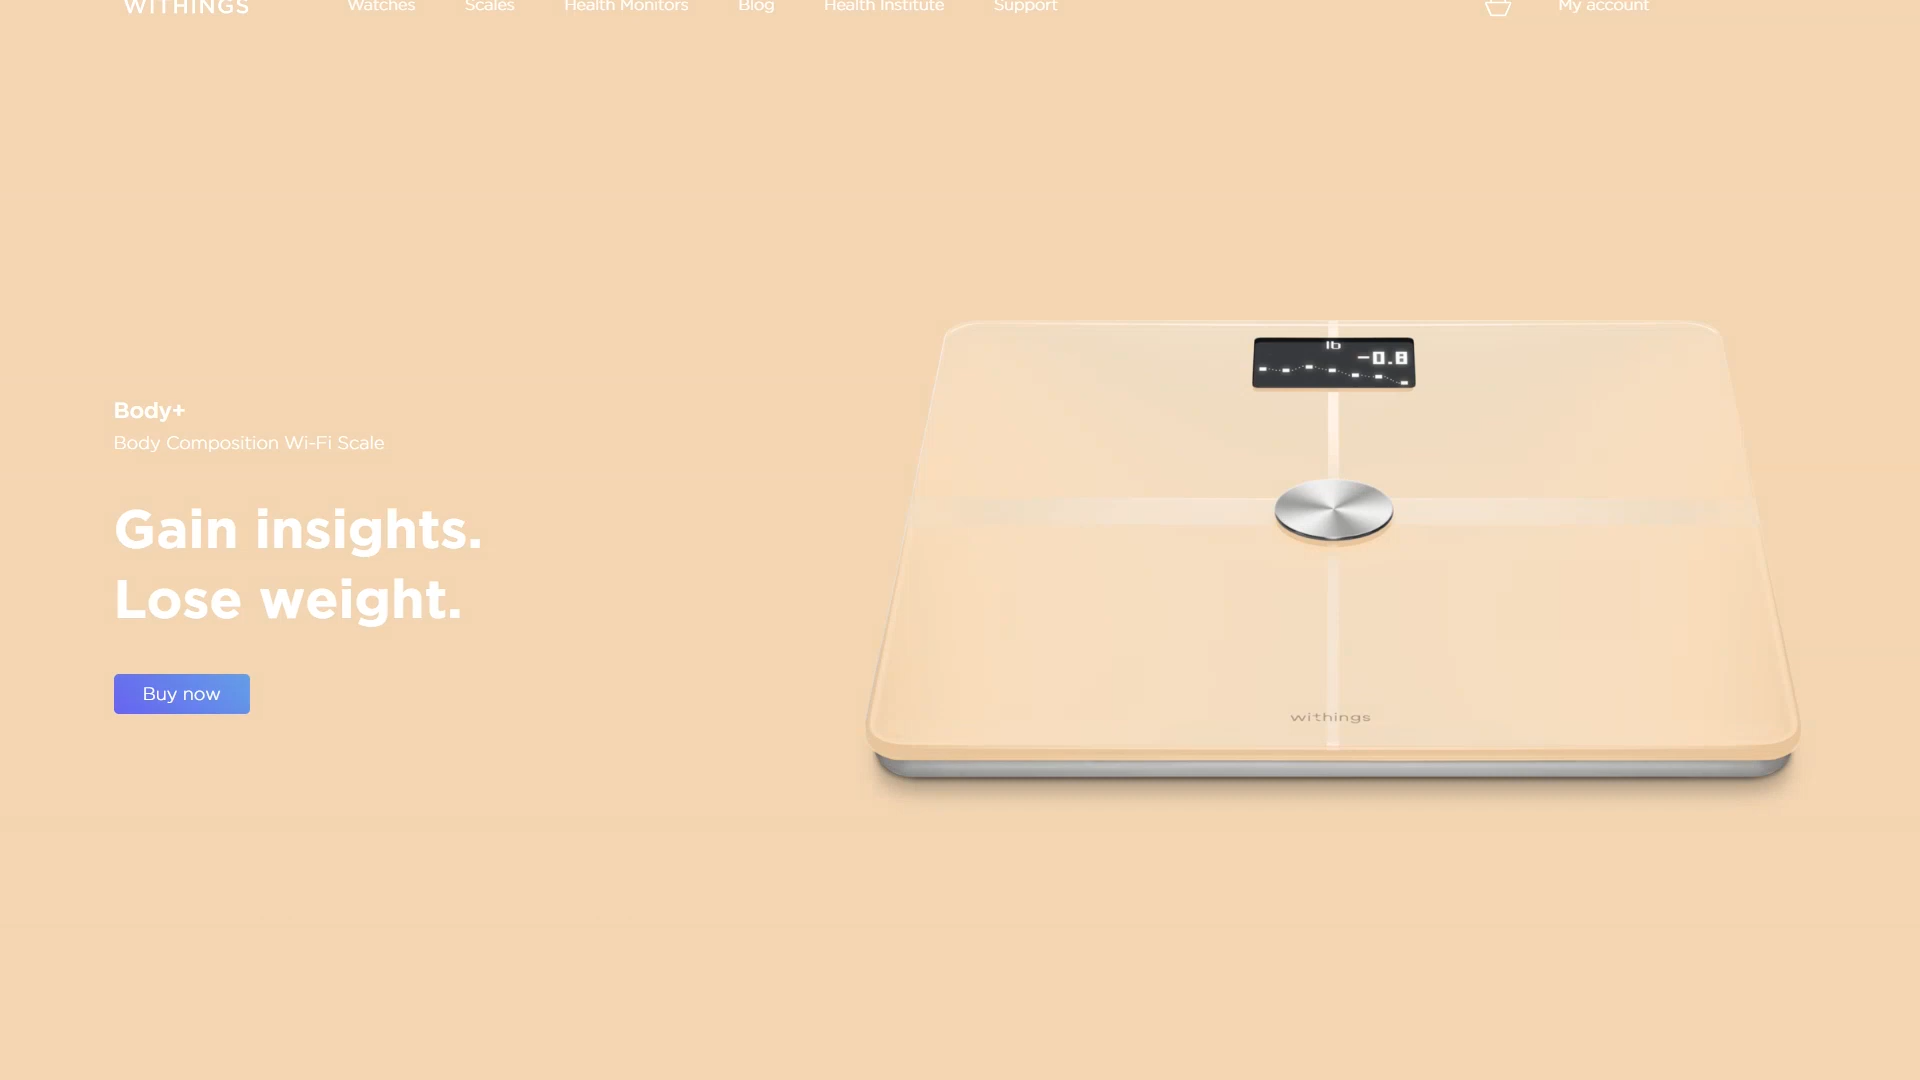 WITHINGS
Watches
Scales
Health Monitors
Blog
Health Institute
Support
My account
lb
-0.8
Body+
Body Composition Wi-Fi Scale
Gain insights.
Lose weight.
Buy now
withings